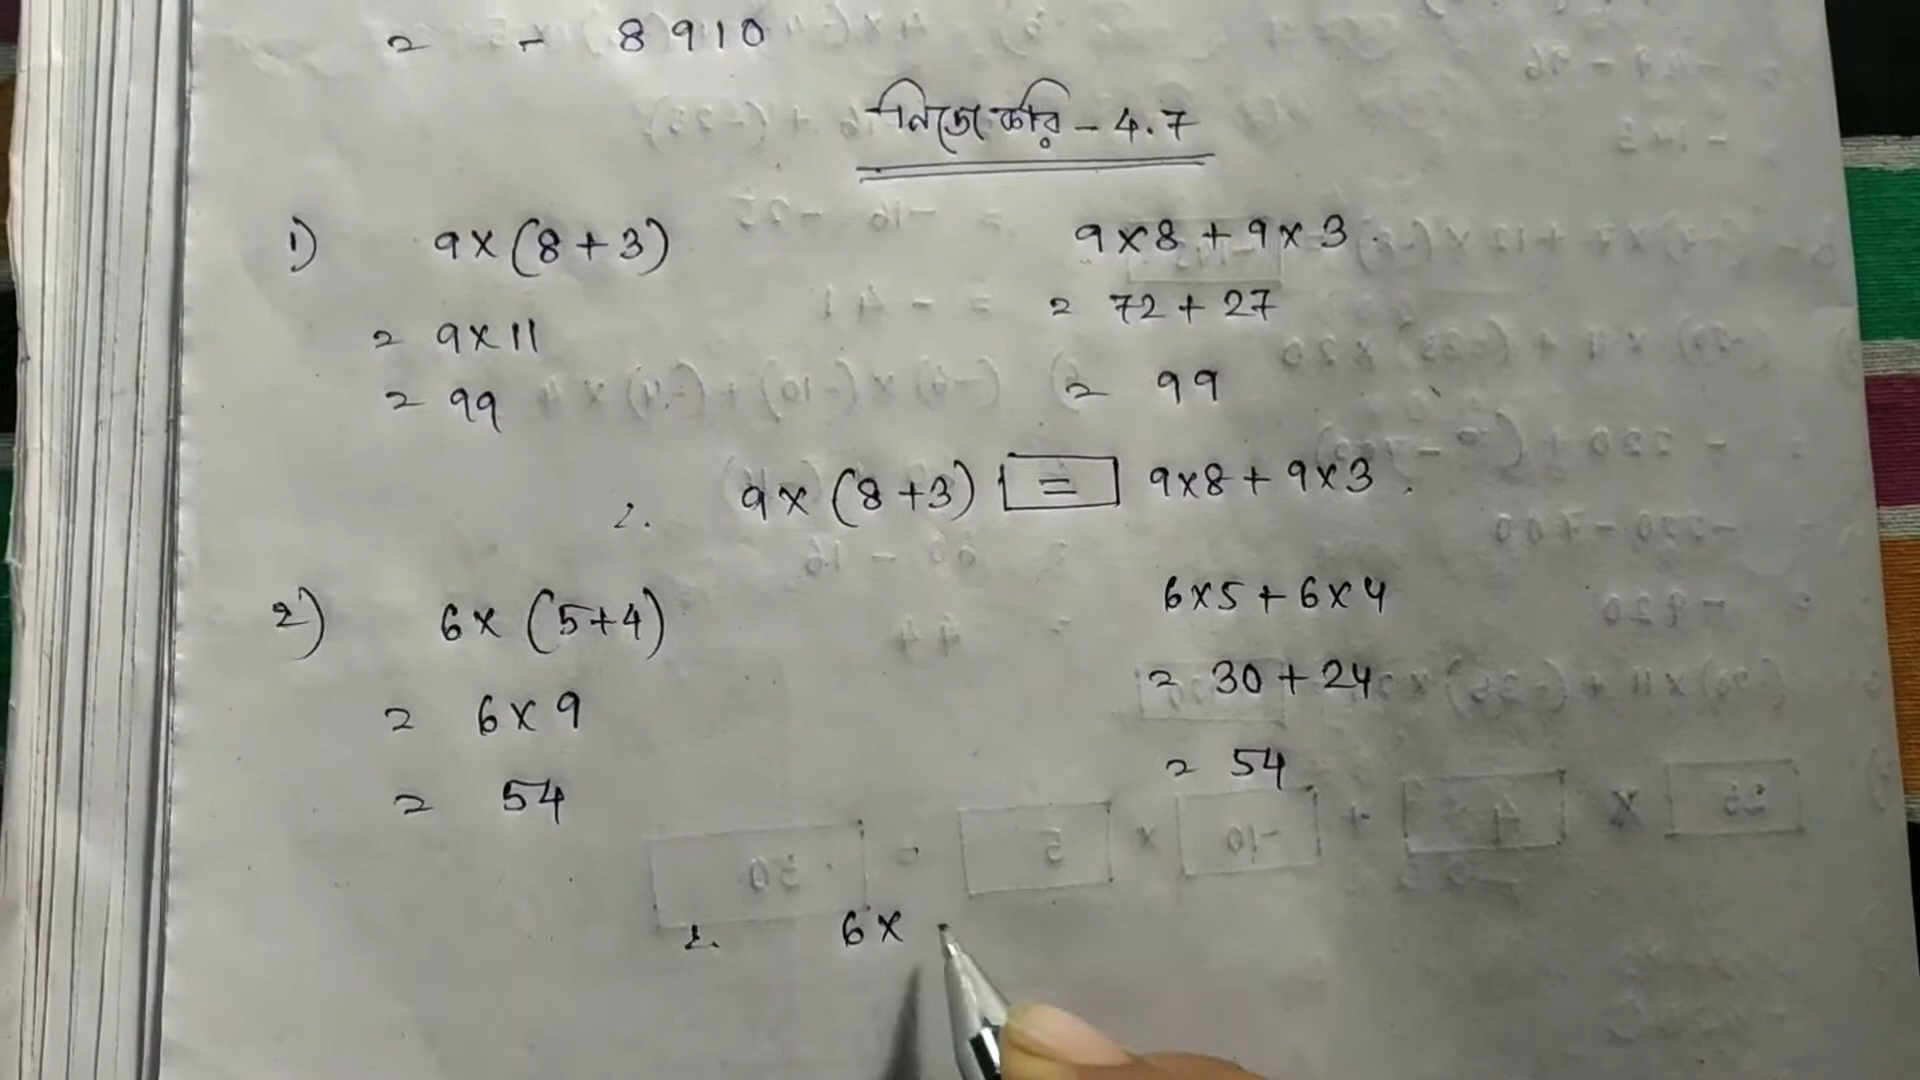 = - 8910
নিজে করি - 4.7
1) 9×(8+3) 9×8 + 9×3
= 9×11 = 72 + 27
= 99 = 99
∴ 9×(8+3) = 9×8 + 9×3.
2) 6×(5+4) 6×5 + 6×4
= 6×9 = 30 + 24
= 54 = 54
∴ 6×